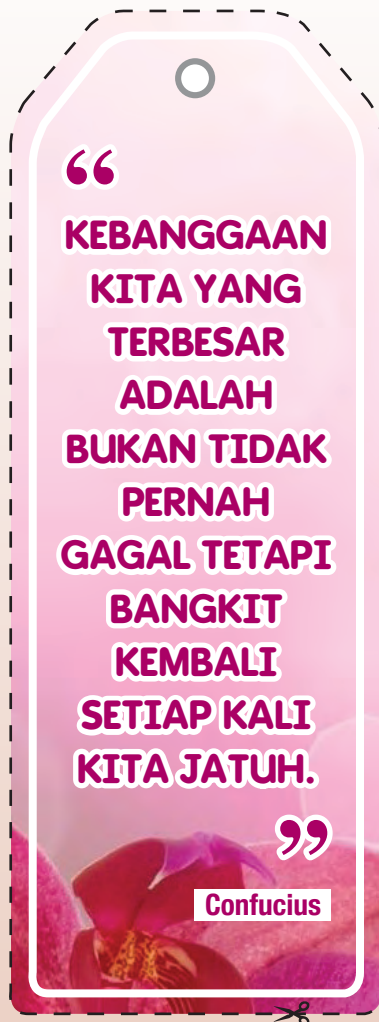 “
KEBANGGAAN
KITA YANG
TERBESAR
ADALAH
BUKAN TIDAK
PERNAH
GAGAL TETAPI
BANGKIT
KEMBALI
SETIAP KALI
KITA JATUH.
”
Confucius